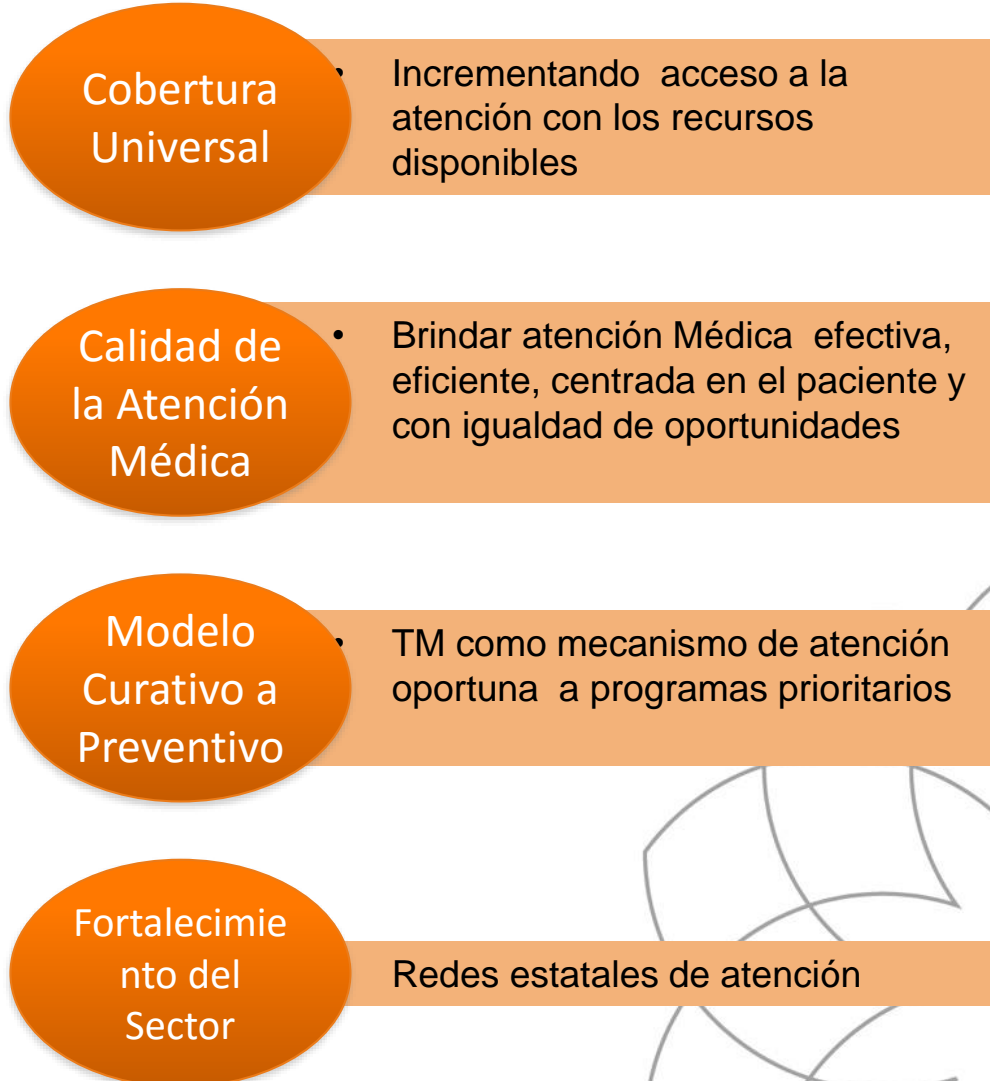 Cobertura
Universal
• Incrementando acceso a la
atención con los recursos
disponibles
Calidad de
la Atención
Médica
• Brindar atención Médica efectiva,
eficiente, centrada en el paciente y
con igualdad de oportunidades
Modelo
Curativo a
Preventivo
• TM como mecanismo de atención
oportuna a programas prioritarios
Fortalecimie
nto del
Sector
Redes estatales de atención